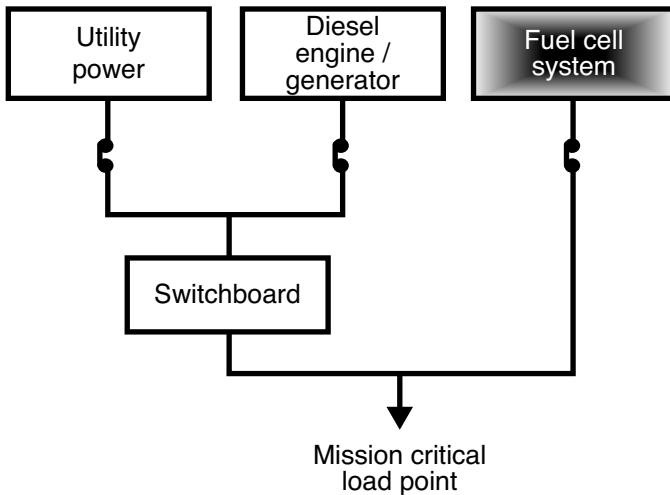 Utility
power
Diesel
engine /
generator
Fuel cell
system
Switchboard
Mission critical
load point